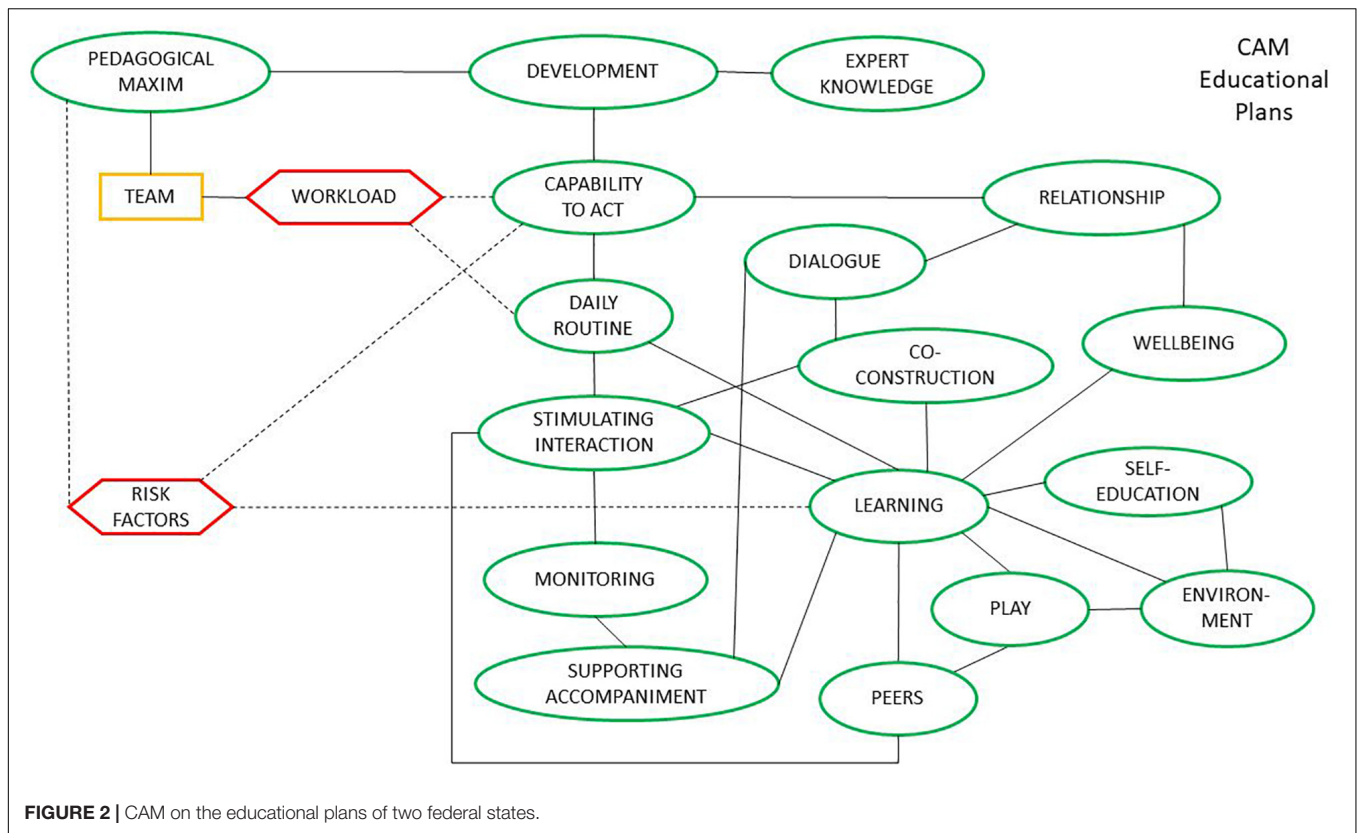 PEDAGOGICAL
MAXIM
DEVELOPMENT
EXPERT
KNOWLEDGE
CAM
Educational
Plans
TEAM
WORKLOAD
CAPABILITY
TO ACT
RELATIONSHIP
DIALOGUE
DAILY
ROUTINE
WELLBEING
CO-
CONSTRUCTION
STIMULATING
INTERACTION
SELF-
EDUCATION
RISK
FACTORS
LEARNING
MONITORING
PLAY
ENVIRON-
MENT
SUPPORTING
ACCOMPANIMENT
PEERS
FIGURE 2 | CAM on the educational plans of two federal states.